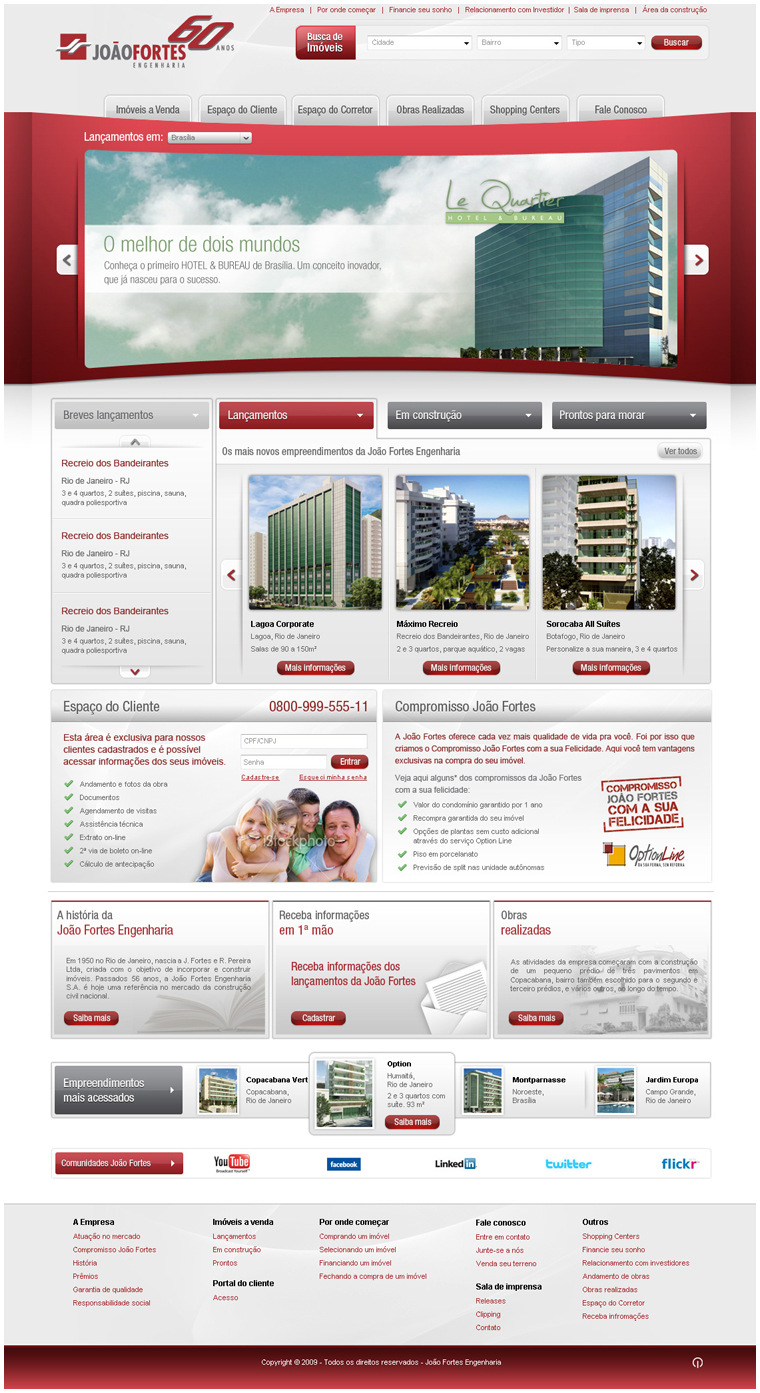 A Empresa | Por onde começar | Financie seu sonho | Relacionamento com Investidor | Sala de imprensa | Área da construção
60 ANOS
JOÃOFORTES
ENGENHARIA
Busca de
Imóveis
Cidade
Bairro
Tipo
Buscar
Imóveis a Venda
Espaço do Cliente
Espaço do Corretor
Obras Realizadas
Shopping Centers
Fale Conosco
Lançamentos em:
Brasília
Le Quartier
HOTEL & BUREAU
O melhor de dois mundos
Conheça o primeiro HOTEL & BUREAU de Brasília. Um conceito inovador,
que já nasceu para o sucesso.
Breves lançamentos
Recreio dos Bandeirantes
Rio de Janeiro - RJ
3 e 4 quartos, 2 suítes, piscina, sauna,
quadra poliesportiva
Recreio dos Bandeirantes
Rio de Janeiro - RJ
3 e 4 quartos, 2 suítes, piscina, sauna,
quadra poliesportiva
Recreio dos Bandeirantes
Rio de Janeiro - RJ
3 e 4 quartos, 2 suítes, piscina, sauna,
quadra poliesportiva
Lançamentos
Em construção
Prontos para morar
Os mais novos empreendimentos da João Fortes Engenharia
Ver todos
Lagoa Corporate
Lagoa, Rio de Janeiro
Salas de 90 a 150m²
Mais informações
Máximo Recreio
Recreio dos Bandeirantes, Rio de Janeiro
2 e 3 quartos, parque aquático, 2 vagas
Mais informações
Sorocaba All Suítes
Botafogo, Rio de Janeiro
Personalize a sua maneira, 3 e 4 quartos
Mais informações
Espaço do Cliente
0800-999-555-11
Esta área é exclusiva para nossos
clientes cadastrados e é possível
acessar informações dos seus imóveis.
CPF/CNPJ
Senha
Entrar
Cadastre-se
Esqueci minha senha
Andamento e fotos da obra
Documentos
Agendamento de visitas
Assistência técnica
Extrato on-line
2ª via de boleto on-line
Cálculo de antecipação
iStockphoto
Compromisso João Fortes
A João Fortes oferece cada vez mais qualidade de vida pra você. Foi por isso que
criamos o Compromisso João Fortes com a sua Felicidade. Aqui você tem vantagens
exclusivas na compra do seu imóvel.
Veja aqui alguns* dos compromissos da João Fortes
com a sua felicidade:
Valor do condomínio garantido por 1 ano
Recompra garantida do seu imóvel
Opções de plantas sem custo adicional
através do serviço Option Line
Piso em porcelanato
Previsão de split nas unidade autônomas
COMPROMISSO
JOÃO FORTES
COM A SUA
FELICIDADE
OptionLine
DA SUA FORMA, SEM REFORMA
A história da
João Fortes Engenharia
Em 1950 no Rio de Janeiro, nascia a J. Fortes e R. Pereira
Ltda, criada com o objetivo de incorporar e construir
imóveis. Passados 56 anos, a João Fortes Engenharia
S.A. é hoje uma referência no mercado da construção
civil nacional.
Saiba mais
Receba informações
em 1ª mão
Receba informações dos
lançamentos da João Fortes
Cadastrar
Obras
realizadas
As atividades da empresa começaram com a construção
de um pequeno prédio de três pavimentos em
Copacabana, bairro também escolhido para o segundo e
terceiro prédios, e vários outros, ao longo do tempo.
Saiba mais
Empreendimentos
mais acessados
Copacabana Vert
Copacabana,
Rio de Janeiro
Option
Humaitá,
Rio de Janeiro
2 e 3 quartos com
suíte. 93 m²
Saiba mais
Montparnasse
Noroeste,
Brasília
Jardim Europa
Campo Grande,
Rio de Janeiro
Comunidades João Fortes
YouTube
Broadcast Yourself
facebook
Linked in
twitter
flickr
A Empresa
Atuação no mercado
Compromisso João Fortes
História
Prêmios
Garantia de qualidade
Responsabilidade social
Imóveis a venda
Lançamentos
Em construção
Prontos
Portal do cliente
Acesso
Por onde começar
Comprando um imóvel
Selecionando um imóvel
Financiando um imóvel
Fechando a compra de um imóvel
Fale conosco
Entre em contato
Junte-se a nós
Venda seu terreno
Sala de imprensa
Releases
Clipping
Contato
Outros
Shopping Centers
Financie seu sonho
Relacionamento com investidores
Andamento de obras
Obras realizadas
Espaço do Corretor
Receba infromações
Copyright © 2009 - Todos os direitos reservados - João Fortes Engenharia